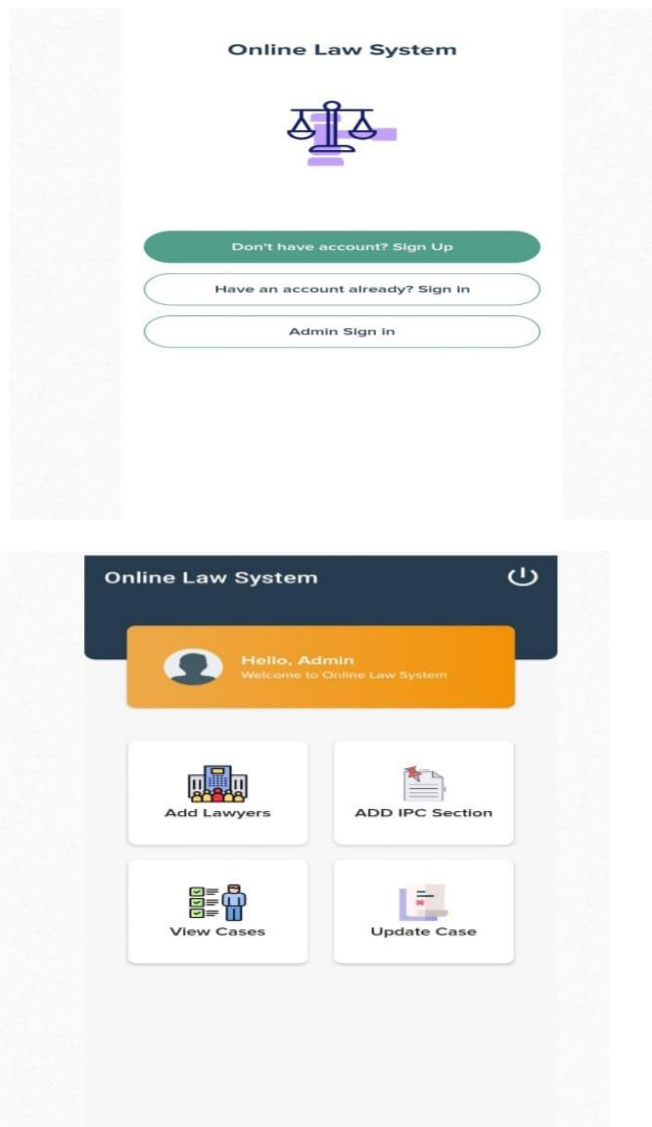 Online Law System
Don't have account? Sign Up
Have an account already? Sign in
Admin Sign in
Online Law System
Hello, Admin
Welcome to Online Law System
Add Lawyers
ADD IPC Section
View Cases
Update Case